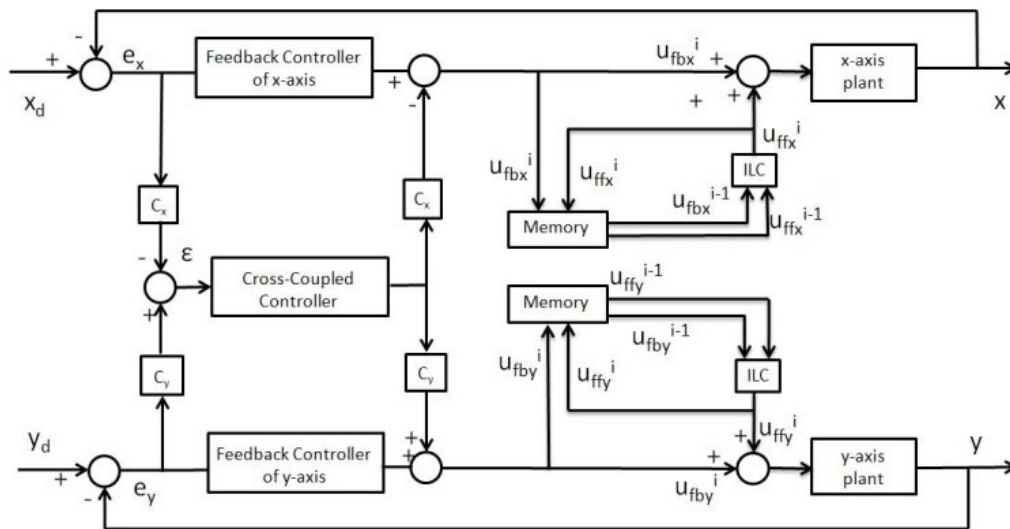 -
+
e_x
x_d
Feedback Controller
of x-axis
+
-
u_fbx^i
+
+
+
x-axis
plant
x
C_x
C_x
u_fbx^i
u_ffx^i
u_ffx^i
ILC
u_fbx^i-1
u_ffx^i-1
Memory
-
ε
+
Cross-Coupled
Controller
Memory
u_ffy^i-1
u_fby^i-1
C_y
C_y
u_fby^i
u_ffy^i
ILC
y_d
+
-
e_y
Feedback Controller
of y-axis
+
+
+
+
u_ffy^i
u_fby^i
y-axis
plant
y